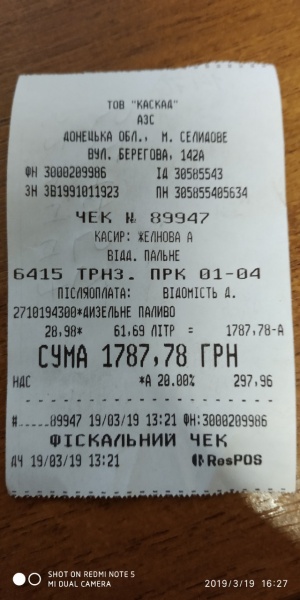 ТОВ "КАСКАД"
АЗС
ДОНЕЦЬКА ОБЛ., М. СЕЛИДОВЕ
ВУЛ. БЕРЕГОВА, 142А
ФН 3000209986 ІД 30585543
ЗН ЗВ1991011923 ПН 305855405634
ЧЕК № 89947
КАСИР: ЖЕЛНОВА А
ВІДД. ПАЛЬНЕ
6415 ТРНЗ. ПРК 01-04
ПІСЛЯОПЛАТА: ВІДОМІСТЬ Д.
2710194300*ДИЗЕЛЬНЕ ПАЛИВО
28,98* 61,69 ЛІТР = 1787,78-А
СУМА 1787,78 ГРН
НДС *А 20.00% 297,96
#.....89947 19/03/19 13:21 ФН:3000209986
ФІСКАЛЬНИЙ ЧЕК
ДЧ 19/03/19 13:21 ResPOS
SHOT ON REDMI NOTE 5
MI DUAL CAMERA
2019/3/19 16:27